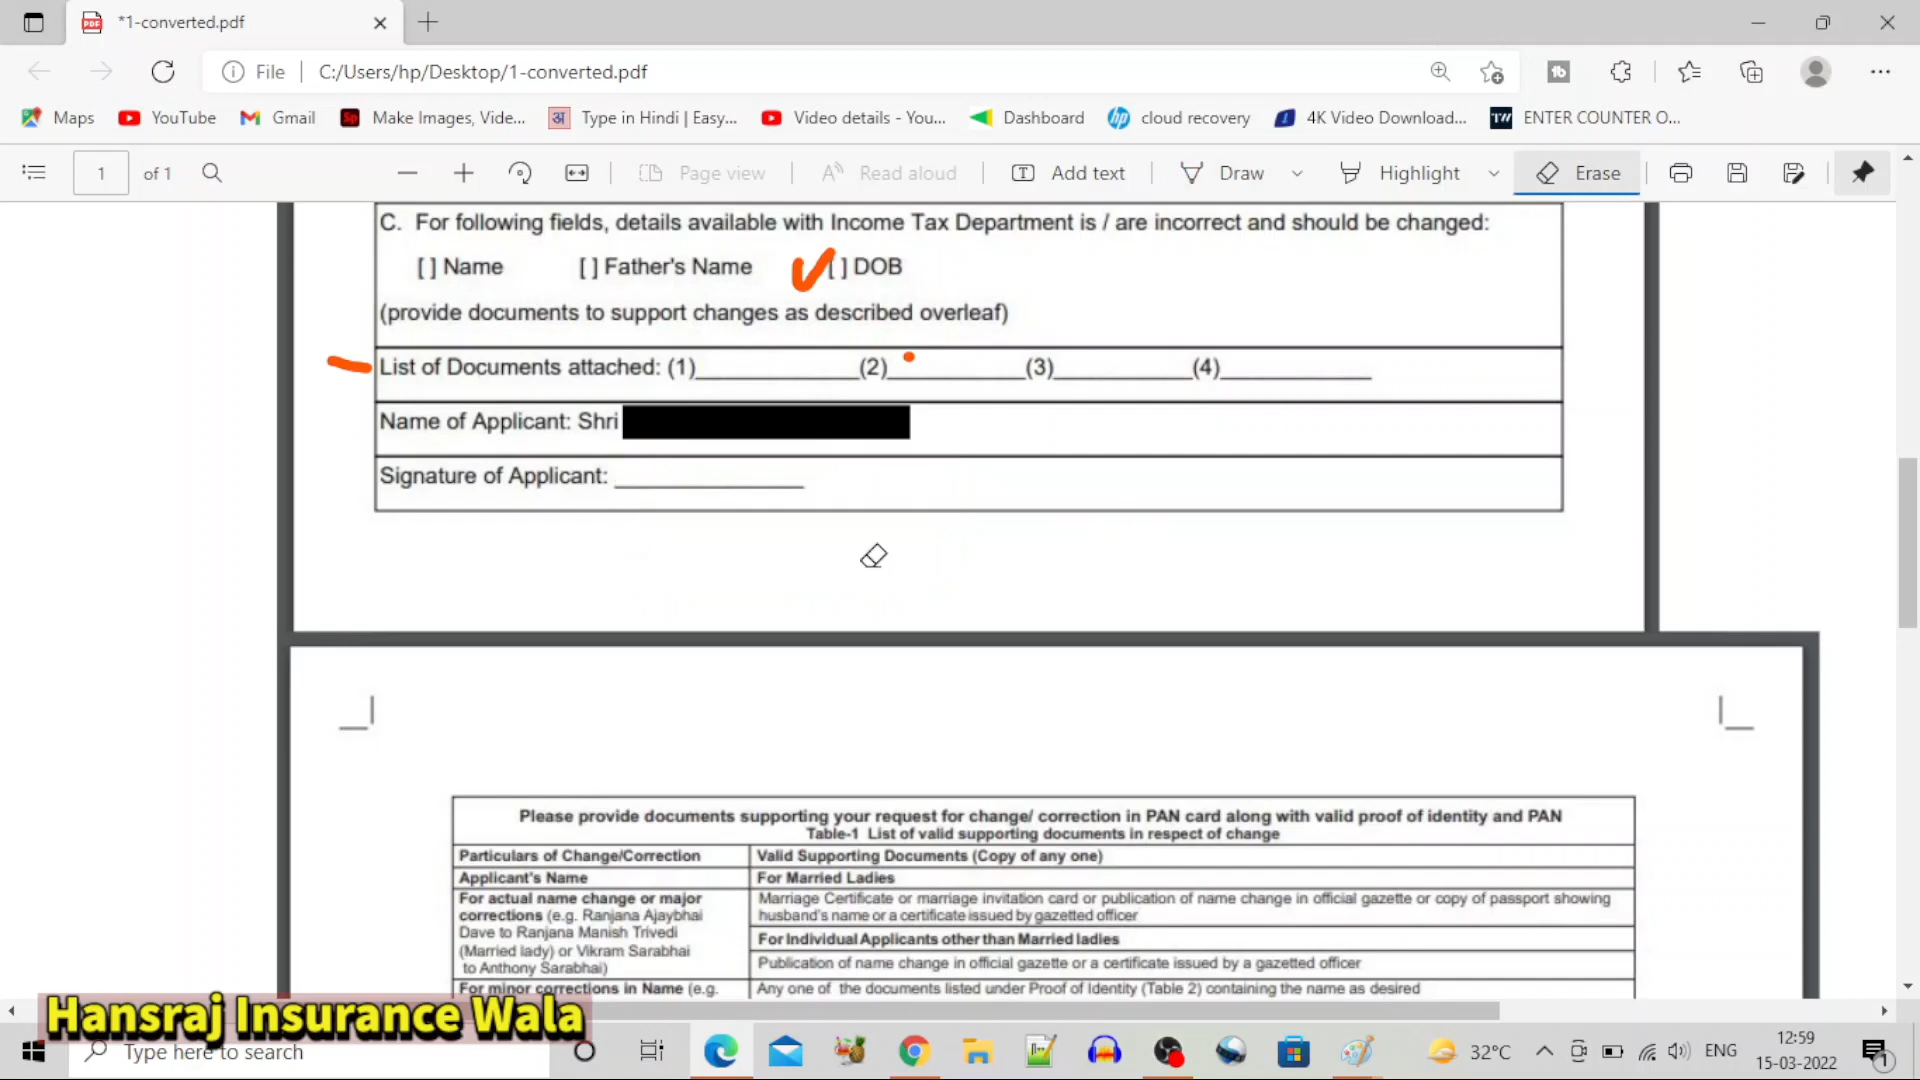 *1-converted.pdf
File
C:/Users/hp/Desktop/1-converted.pdf
Maps
YouTube
Gmail
Make Images, Vide...
Type in Hindi | Easy...
Video details - You...
Dashboard
cloud recovery
4K Video Download...
ENTER COUNTER O...
1 of 1
Page view
Read aloud
Add text
Draw
Highlight
Erase
C. For following fields, details available with Income Tax Department is / are incorrect and should be changed:
[ ] Name [ ] Father's Name [ ] DOB
(provide documents to support changes as described overleaf)
List of Documents attached: (1)_____________(2)___________(3)___________(4)____________
Name of Applicant: Shri
Signature of Applicant: _______________
Please provide documents supporting your request for change/ correction in PAN card along with valid proof of identity and PAN
Table-1 List of valid supporting documents in respect of change
Particulars of Change/Correction
Valid Supporting Documents (Copy of any one)
Applicant's Name
For Married Ladies
For actual name change or major
corrections (e.g. Ranjana Ajaybhai
Dave to Ranjana Manish Trivedi
(Married lady) or Vikram Sarabhai
to Anthony Sarabhai)
Marriage Certificate or marriage invitation card or publication of name change in official gazette or copy of passport showing
husband's name or a certificate issued by gazetted officer
For Individual Applicants other than Married ladies
Publication of name change in official gazette or a certificate issued by a gazetted officer
For minor corrections in Name (e.g.
Any one of the documents listed under Proof of Identity (Table 2) containing the name as desired
Hansraj Insurance Wala
Type here to search
32°C
ENG
12:59
15-03-2022
1